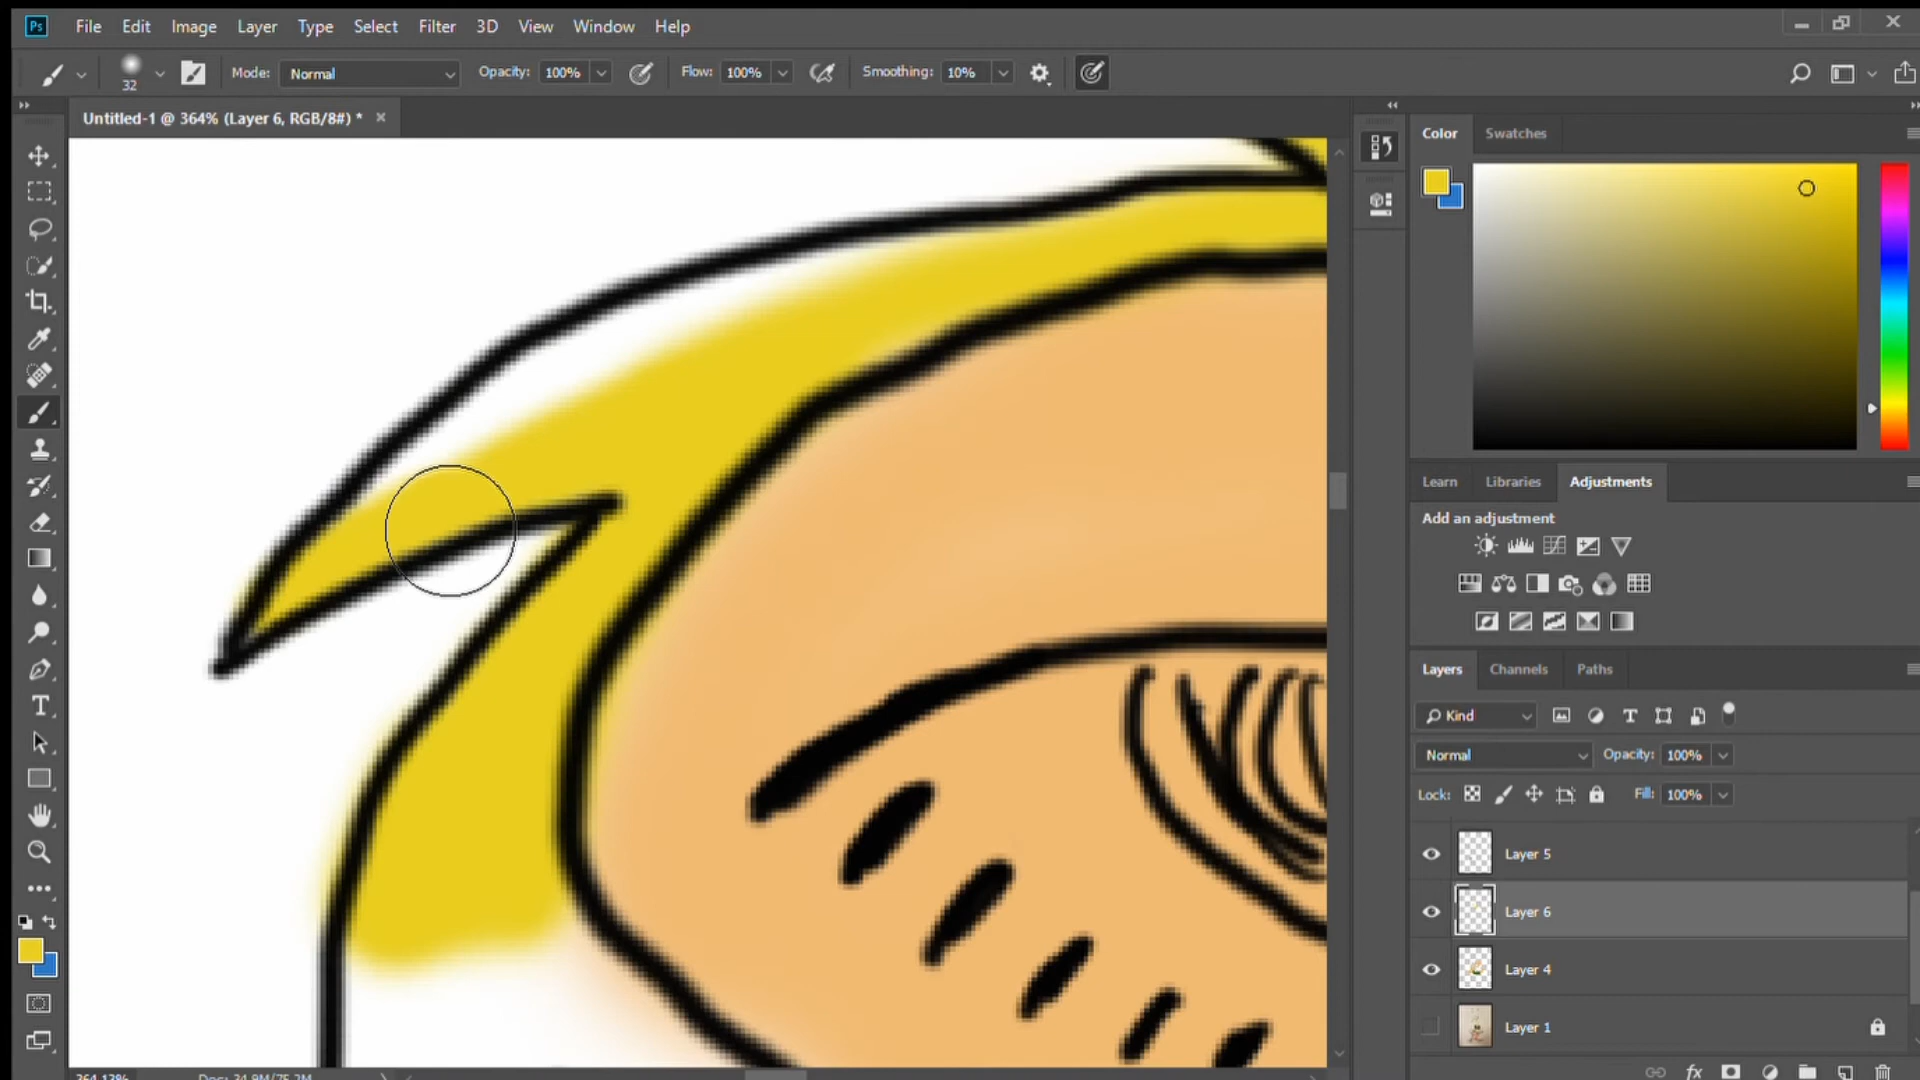 Ps File Edit Image Layer Type Select Filter 3D View Window Help
32 Mode: Normal Opacity: 100% Flow: 100% Smoothing: 10%
Untitled-1 @ 364% (Layer 6, RGB/8#) *
Color Swatches
Learn Libraries Adjustments
Add an adjustment
Layers Channels Paths
Kind
Normal Opacity: 100%
Lock: Fill: 100%
Layer 5
Layer 6
Layer 4
Layer 1
fx
364.13% Doc: 34.9M/75.2M